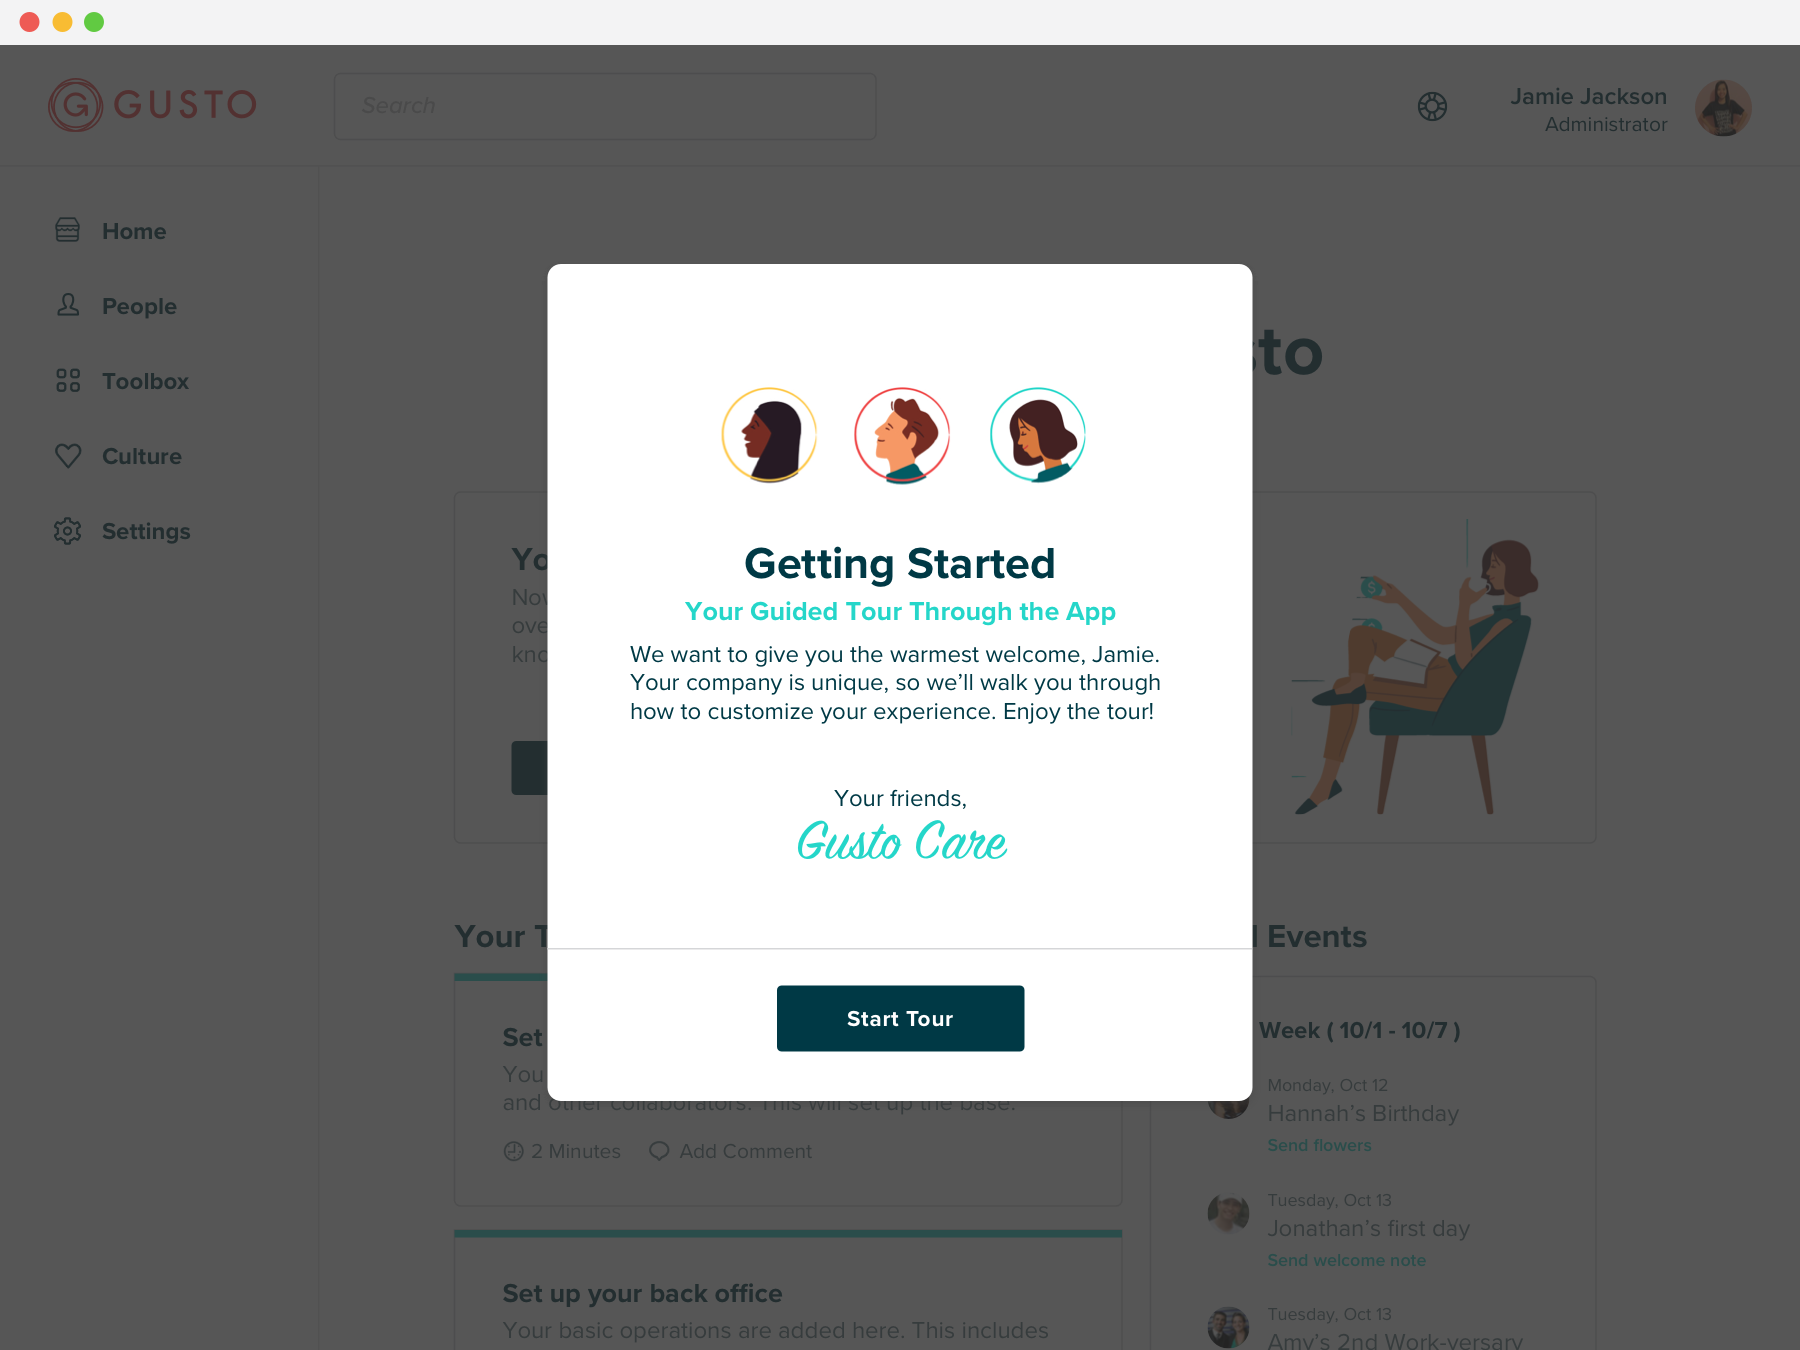 GUSTO
Search
Jamie Jackson
Administrator
Home
People
Toolbox
Culture
Settings
Getting Started
Your Guided Tour Through the App
We want to give you the warmest welcome, Jamie.
Your company is unique, so we’ll walk you through
how to customize your experience. Enjoy the tour!
Your friends,
Gusto Care
Start Tour
Your
Events
Set
You
and other collaborators. This will set up the base.
2 Minutes
Add Comment
Set up your back office
Your basic operations are added here. This includes
Week ( 10/1 - 10/7 )
Monday, Oct 12
Hannah’s Birthday
Send flowers
Tuesday, Oct 13
Jonathan’s first day
Send welcome note
Tuesday, Oct 13
Amy’s 2nd Work-versary